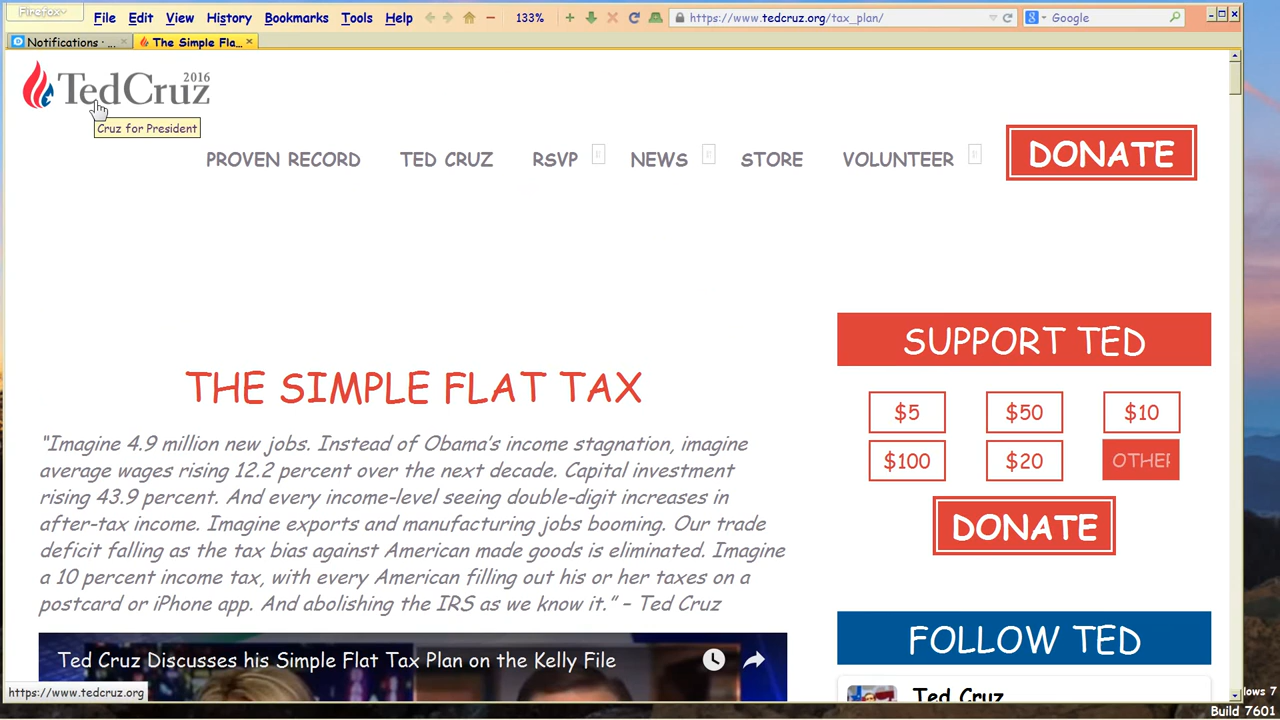 Firefox
File Edit View History Bookmarks Tools Help
133%
https://www.tedcruz.org/tax_plan/
Google
Notifications · ...
The Simple Fla...
TedCruz 2016
Cruz for President
PROVEN RECORD TED CRUZ RSVP NEWS STORE VOLUNTEER DONATE
THE SIMPLE FLAT TAX
“Imagine 4.9 million new jobs. Instead of Obama’s income stagnation, imagine
average wages rising 12.2 percent over the next decade. Capital investment
rising 43.9 percent. And every income-level seeing double-digit increases in
after-tax income. Imagine exports and manufacturing jobs booming. Our trade
deficit falling as the tax bias against American made goods is eliminated. Imagine
a 10 percent income tax, with every American filling out his or her taxes on a
postcard or iPhone app. And abolishing the IRS as we know it.” – Ted Cruz
Ted Cruz Discusses his Simple Flat Tax Plan on the Kelly File
SUPPORT TED
$5 $50 $10
$100 $20 OTHER
DONATE
FOLLOW TED
Ted Cruz
https://www.tedcruz.org
lows 7
Build 7601